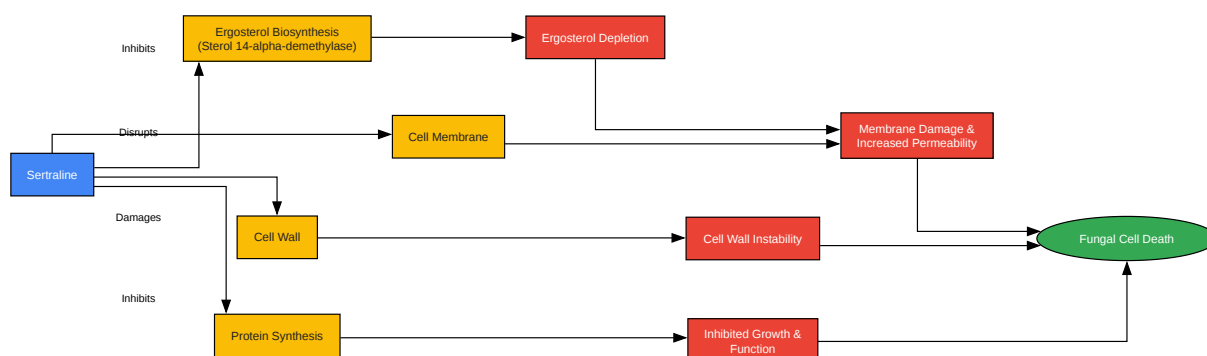 Ergosterol Biosynthesis
(Sterol 14-alpha-demethylase)
Ergosterol Depletion
Inhibits
Disrupts
Cell Membrane
Membrane Damage &
Increased Permeability
Sertraline
Damages
Cell Wall
Cell Wall Instability
Fungal Cell Death
Inhibits
Protein Synthesis
Inhibited Growth &
Function